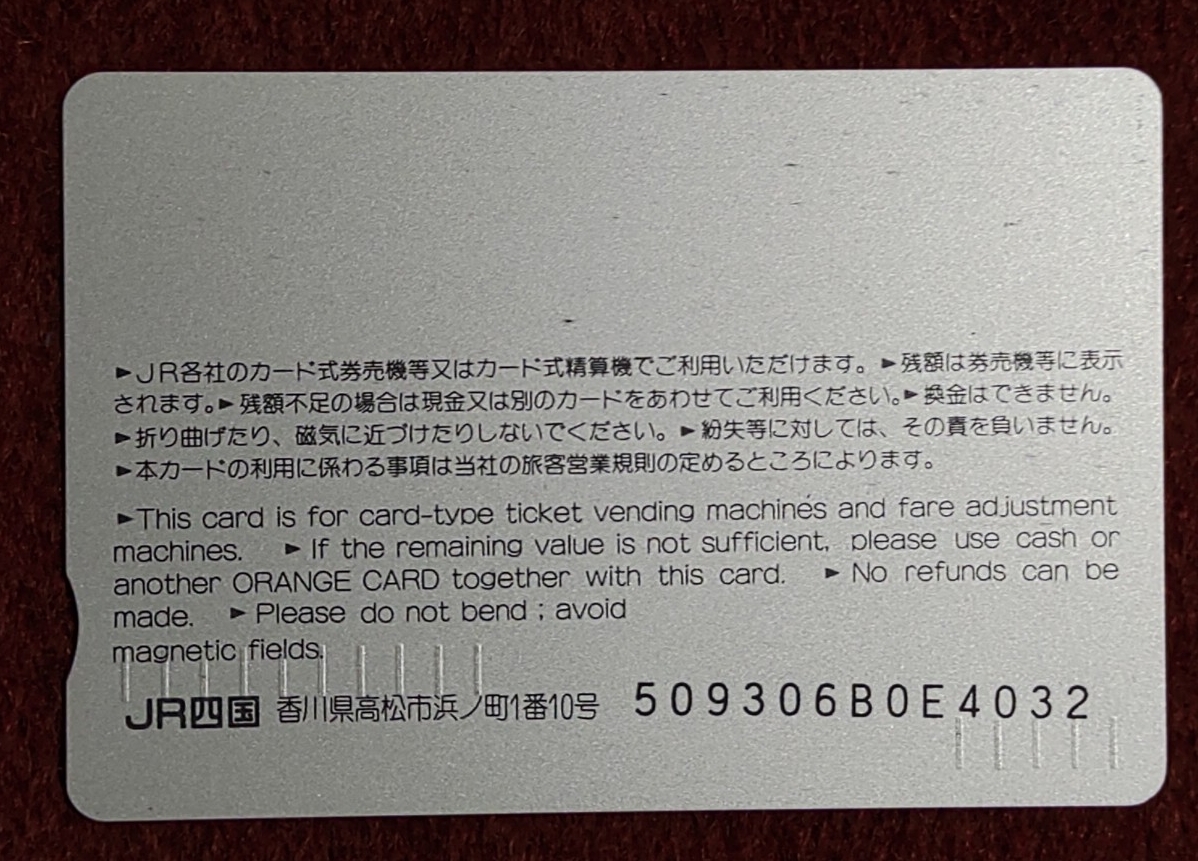 ►JR各社のカード式券売機等又はカード式精算機でご利用いただけます。►残額は券売機等に表示
されます。►残額不足の場合は現金又は別のカードをあわせてご利用ください。►換金はできません。
►折り曲げたり、磁気に近づけたりしないでください。►紛失等に対しては、その責を負いません。
►本カードの利用に係わる事項は当社の旅客営業規則の定めるところによります。
►This card is for card-type ticket vending machines and fare adjustment
machines. ►If the remaining value is not sufficient, please use cash or
another ORANGE CARD together with this card. ►No refunds can be
made. ►Please do not bend ; avoid
magnetic fields.
JR四国 香川県高松市浜ノ町1番10号 509306B0E4032